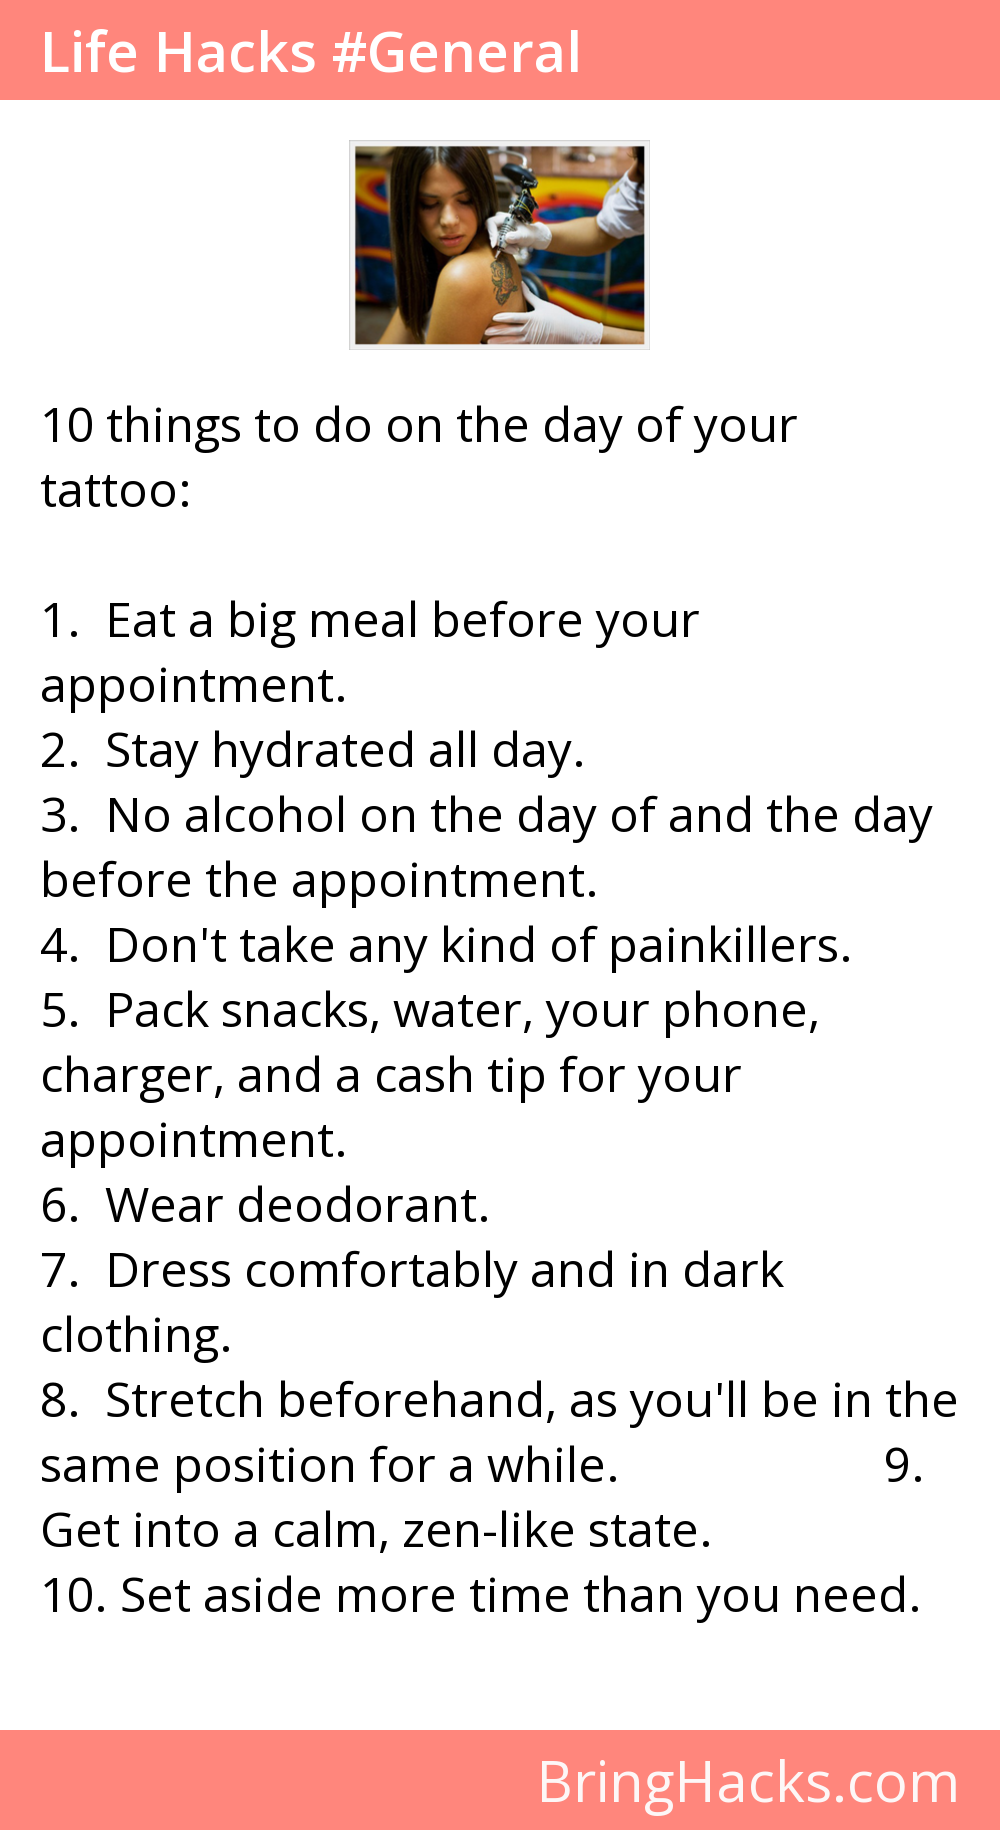 Life Hacks #General
10 things to do on the day of your
tattoo:
1.  Eat a big meal before your
appointment.
2.  Stay hydrated all day.
3.  No alcohol on the day of and the day
before the appointment.
4.  Don't take any kind of painkillers.
5.  Pack snacks, water, your phone,
charger, and a cash tip for your
appointment.
6.  Wear deodorant.
7.  Dress comfortably and in dark
clothing.
8.  Stretch beforehand, as you'll be in the
same position for a while.                    9.
Get into a calm, zen-like state.
10. Set aside more time than you need.
BringHacks.com